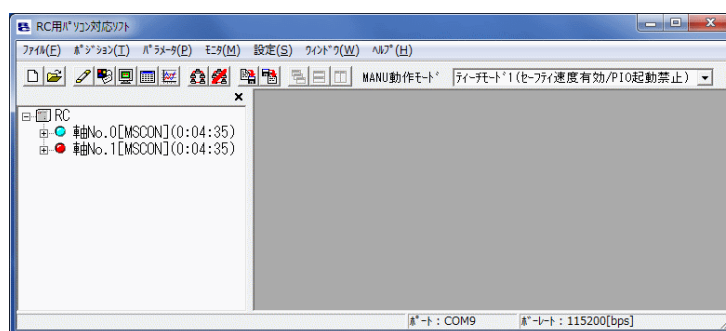 RC用ﾊﾟｿｺﾝ対応ｿﾌﾄ
ﾌｧｲﾙ(F) ﾎﾟｼﾞｼｮﾝ(T) ﾊﾟﾗﾒｰﾀ(P) ﾓﾆﾀ(M) 設定(S) ｳｨﾝﾄﾞｳ(W) ﾍﾙﾌﾟ(H)
MANU動作ﾓｰﾄﾞ ﾃｨｰﾁﾓｰﾄﾞ1(ｾｰﾌﾃｨ速度有効/PIO起動禁止)
RC
軸No.0[MSCON](0:04:35)
軸No.1[MSCON](0:04:35)
ﾎﾟｰﾄ : COM9 ﾎﾞｰﾚｰﾄ : 115200[bps]